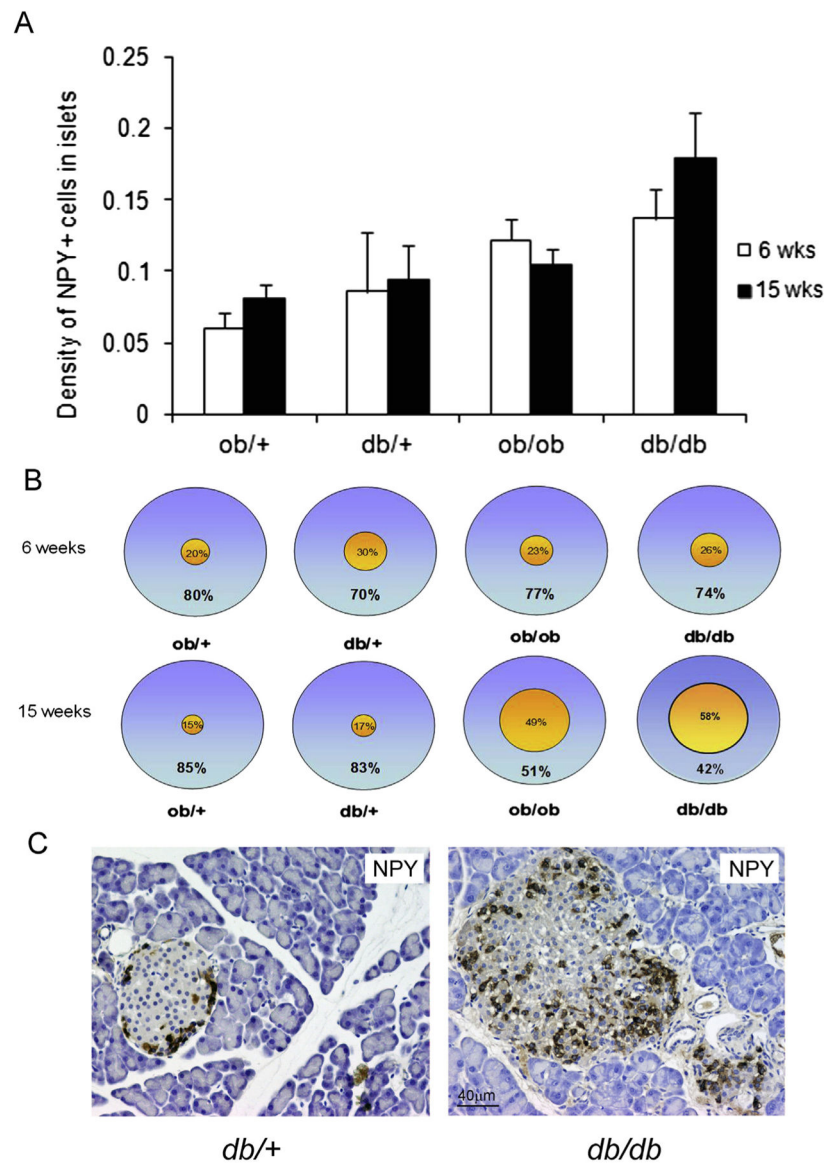 A
Density of NPY+ cells in islets
0.25
0.2
0.15
0.1
0.05
0
ob/+ db/+ ob/ob db/db
6 wks
15 wks
B
6 weeks
20% 30% 23% 26%
80% 70% 77% 74%
ob/+ db/+ ob/ob db/db
15 weeks
15% 17% 49% 58%
85% 83% 51% 42%
ob/+ db/+ ob/ob db/db
C
NPY NPY
40µm
db/+ db/db